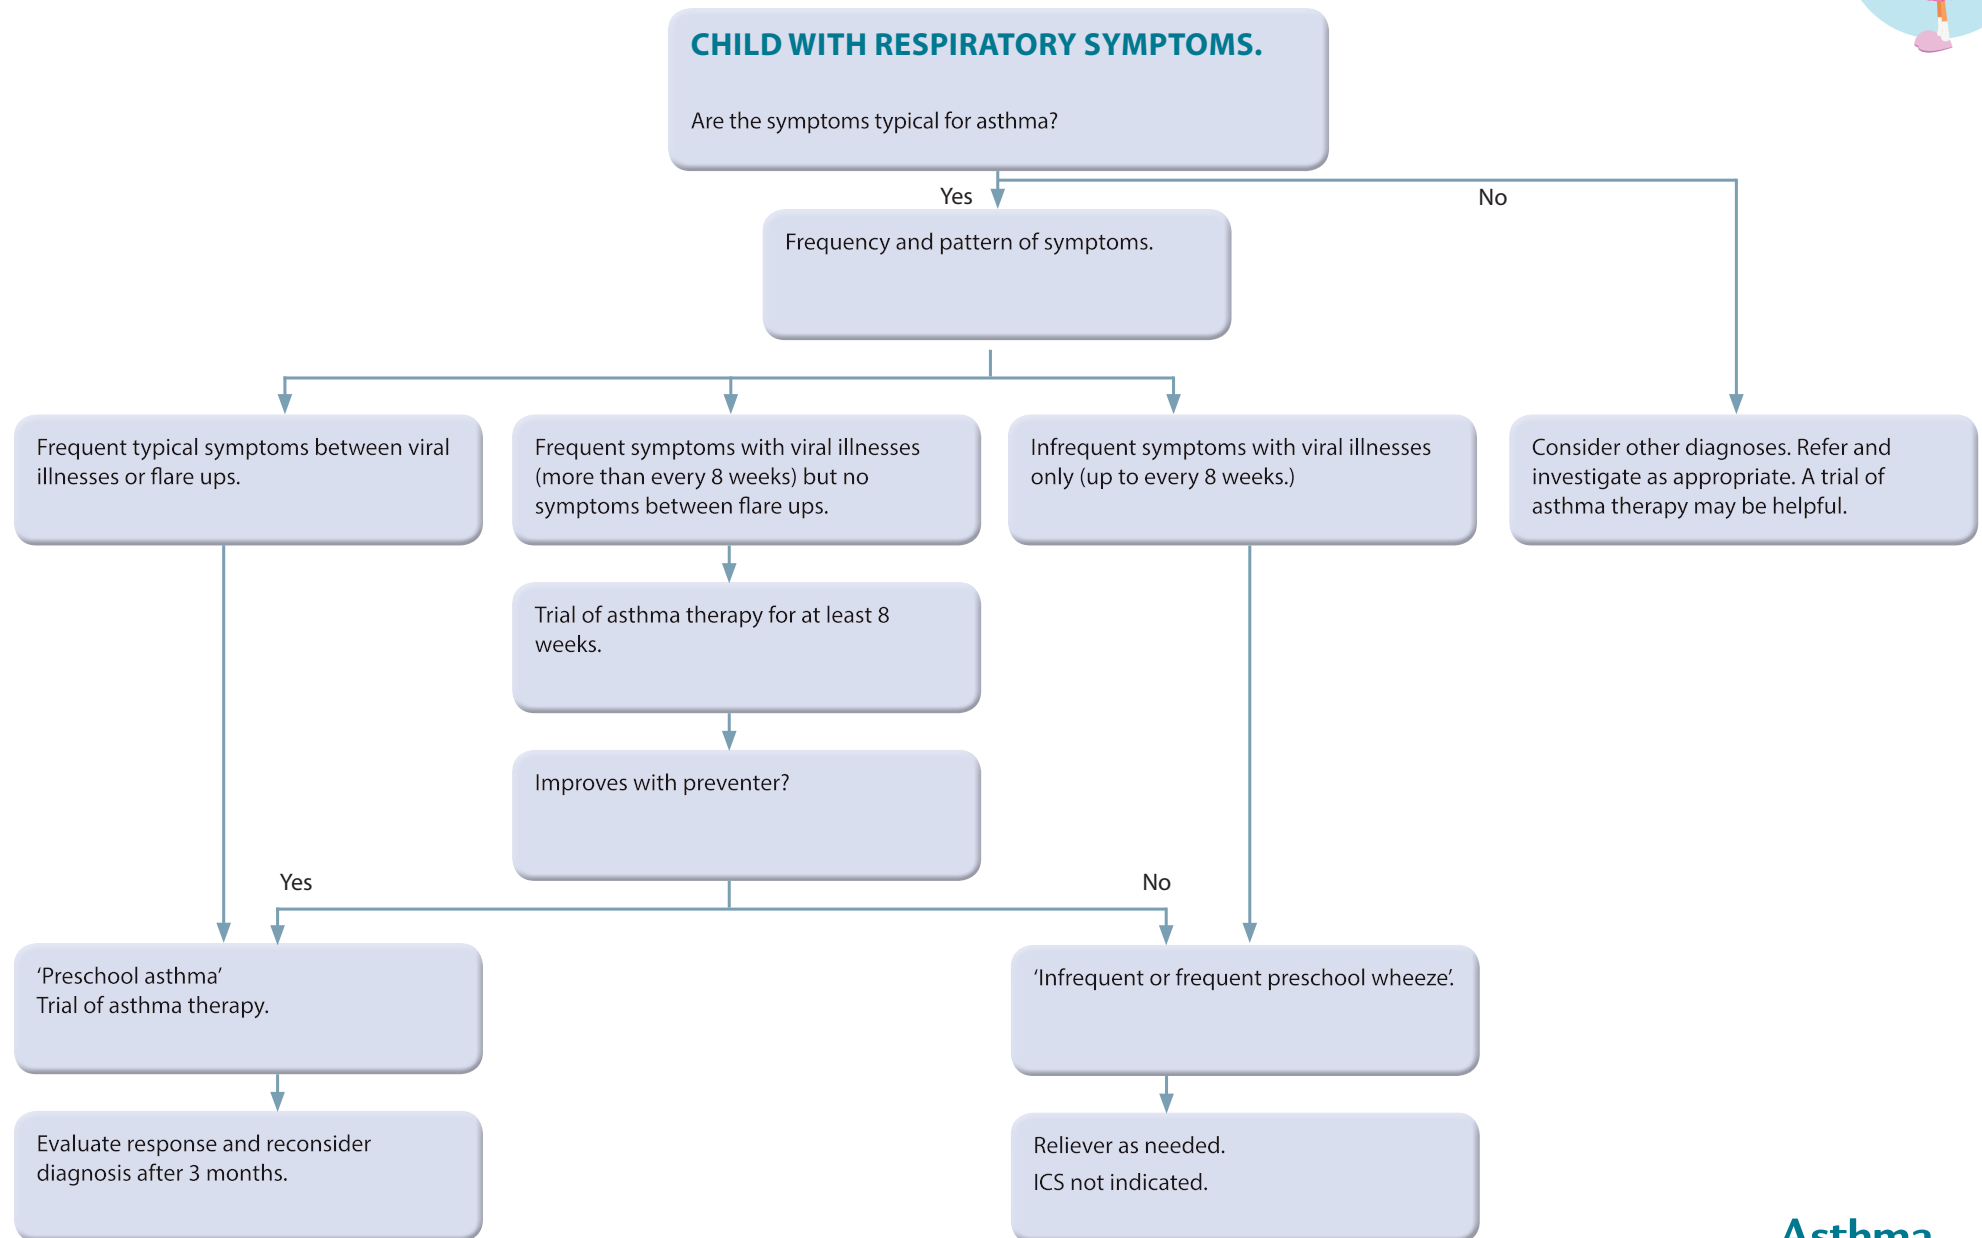 CHILD WITH RESPIRATORY SYMPTOMS.
Are the symptoms typical for asthma?
Yes
No
Frequency and pattern of symptoms.
Frequent typical symptoms between viral
illnesses or flare ups.
Frequent symptoms with viral illnesses
(more than every 8 weeks) but no
symptoms between flare ups.
Infrequent symptoms with viral illnesses
only (up to every 8 weeks.)
Consider other diagnoses. Refer and
investigate as appropriate. A trial of
asthma therapy may be helpful.
Trial of asthma therapy for at least 8
weeks.
Improves with preventer?
Yes
No
‘Preschool asthma’
Trial of asthma therapy.
‘Infrequent or frequent preschool wheeze’.
Evaluate response and reconsider
diagnosis after 3 months.
Reliever as needed.
ICS not indicated.
Asthma